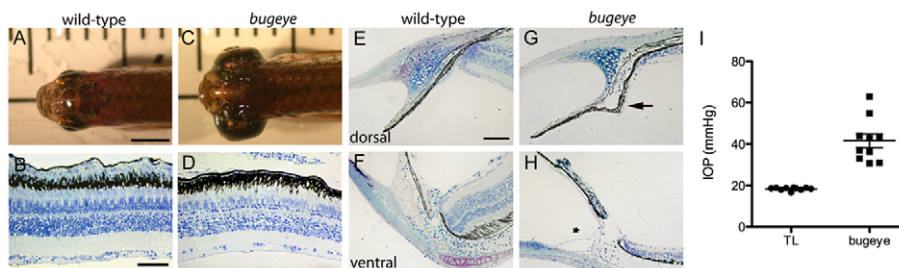 wild-type
bugeye
wild-type
bugeye
A
C
E
G
I
dorsal
B
D
F
H
ventral
*
IOP (mmHg)
80
60
40
20
0
TL
bugeye